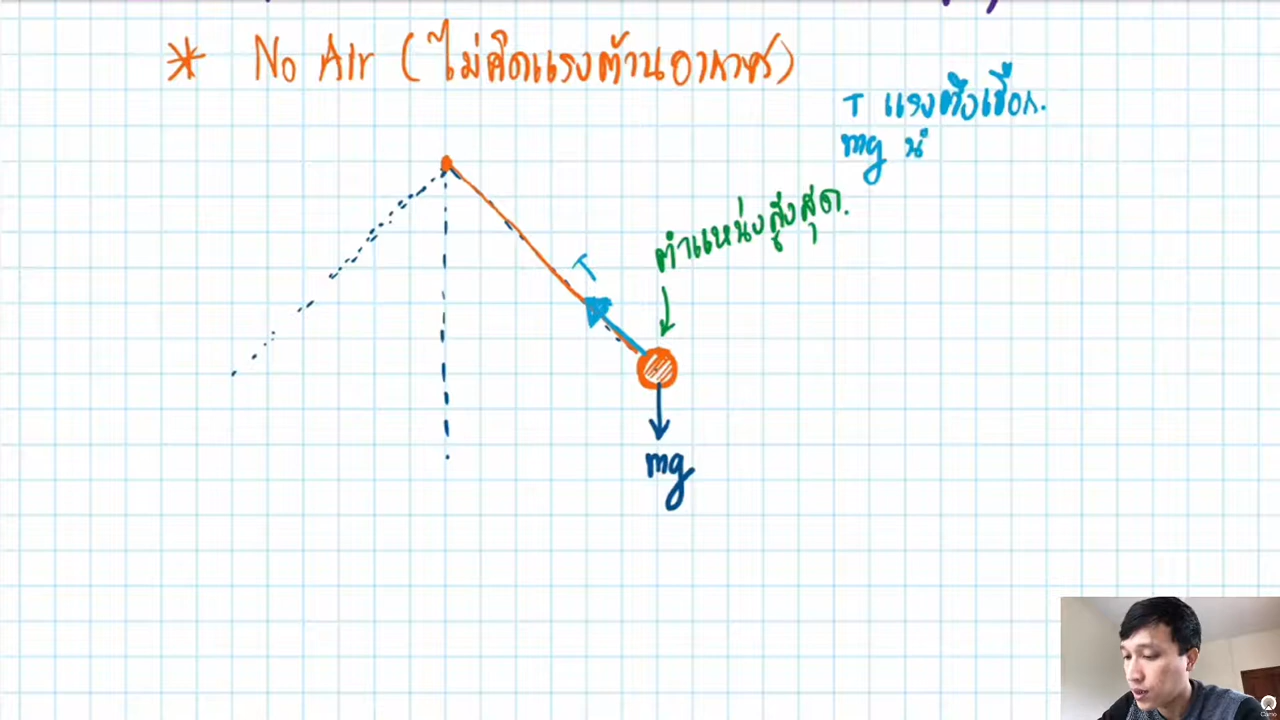 * No Air (ไม่คิดแรงต้านอากาศ)
T แรงตึงเชือก.
mg น้
ตำแหน่งสูงสุด.
T
mg